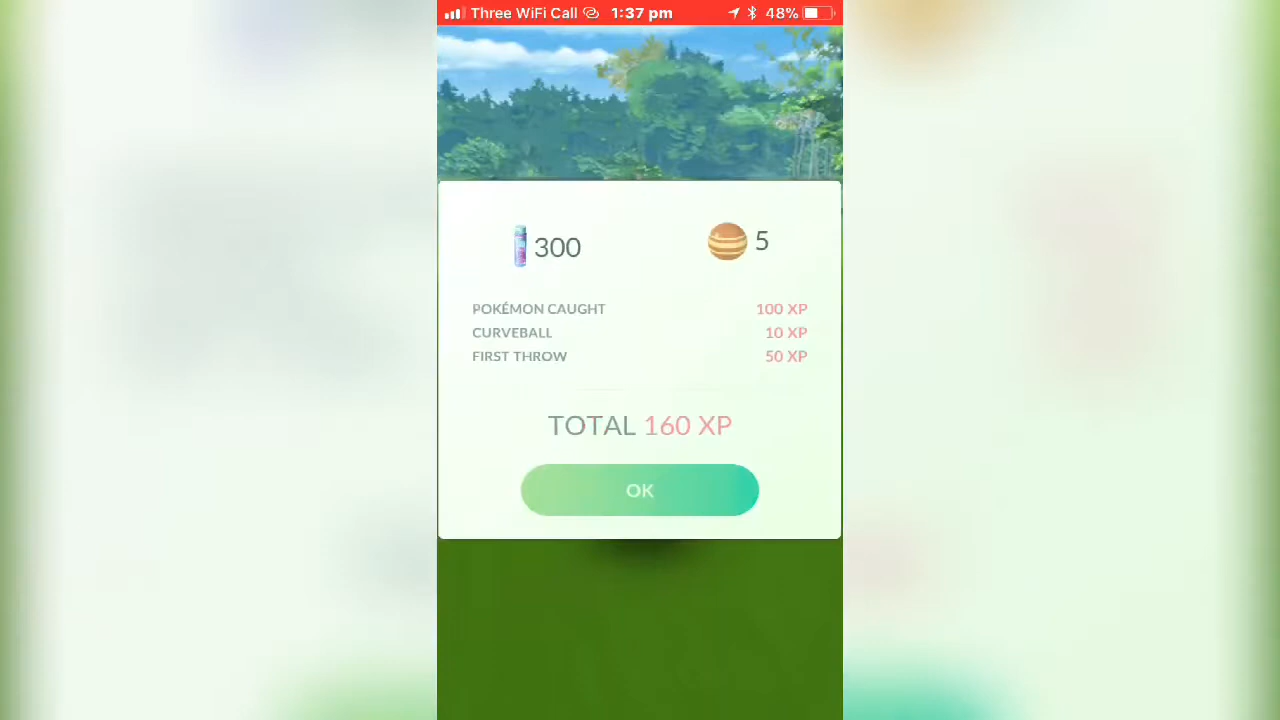 Three WiFi Call 1:37 pm 48%
300 5
POKÉMON CAUGHT 100 XP
CURVEBALL 10 XP
FIRST THROW 50 XP
TOTAL 160 XP
OK